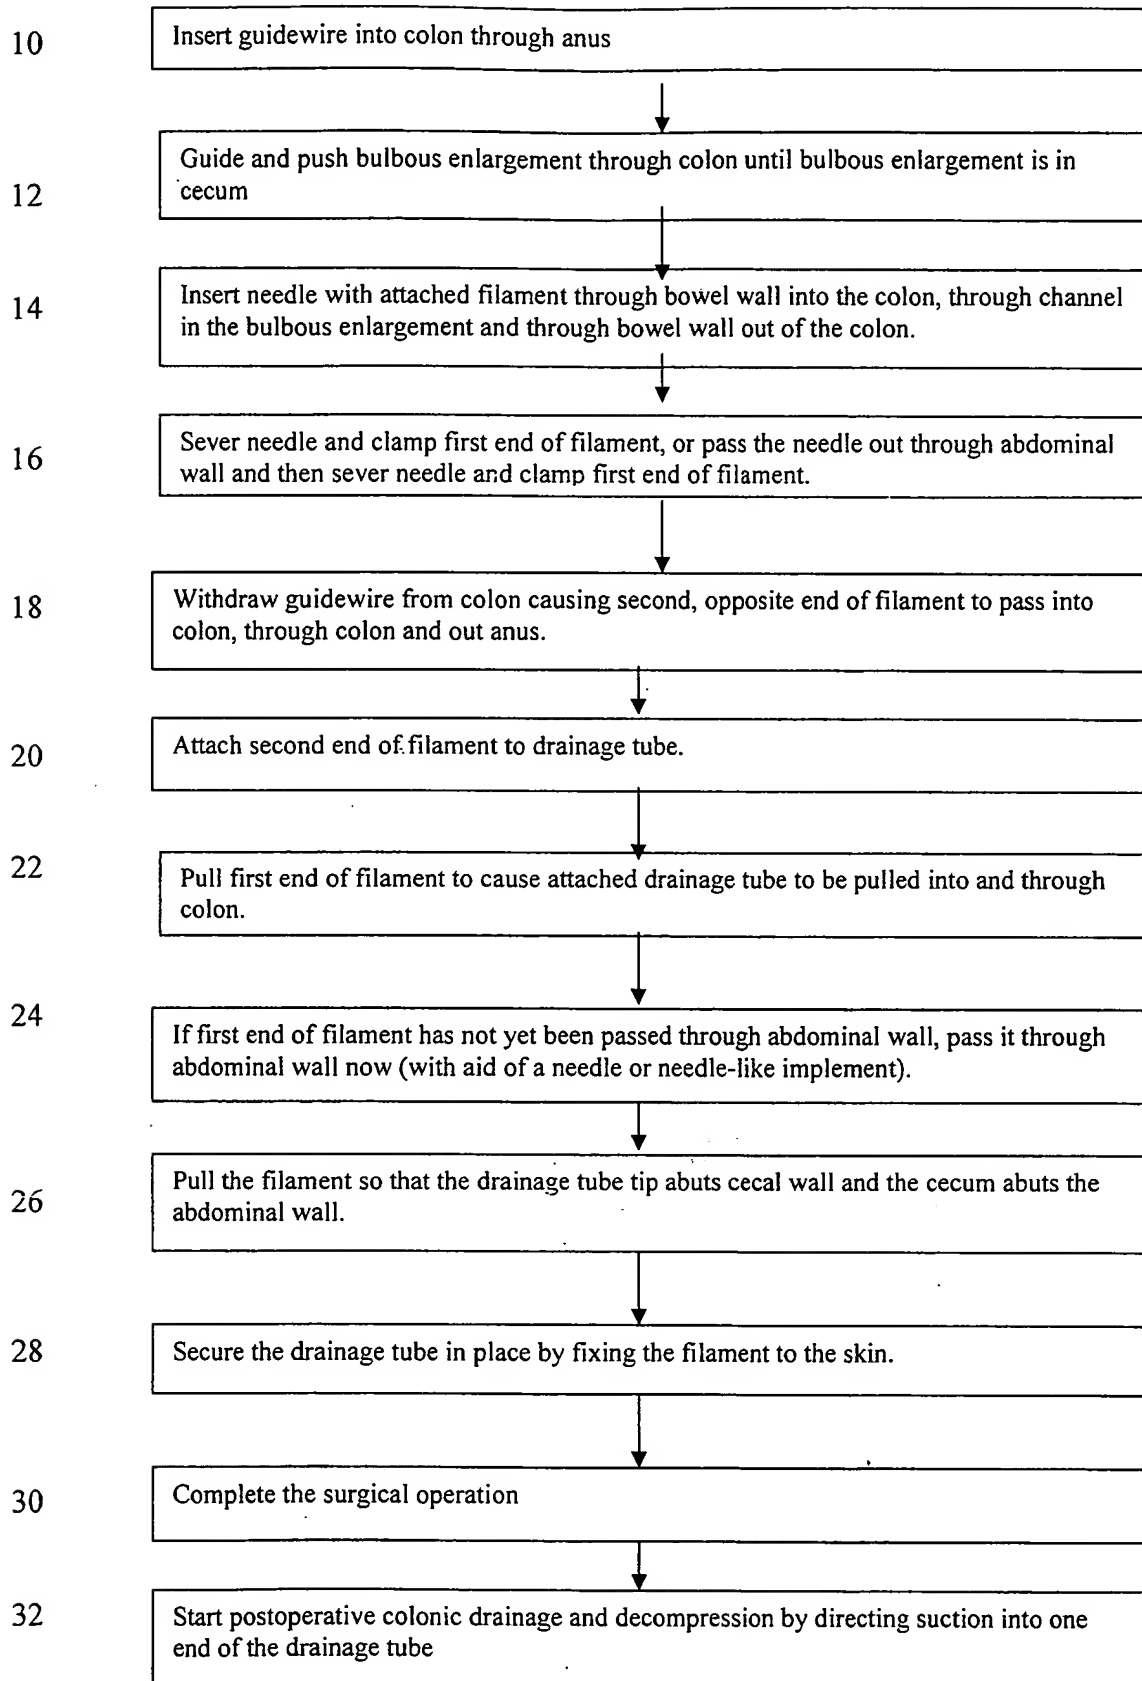 10
Insert guidewire into colon through anus
12
Guide and push bulbous enlargement through colon until bulbous enlargement is in
cecum
14
Insert needle with attached filament through bowel wall into the colon, through channel
in the bulbous enlargement and through bowel wall out of the colon.
16
Sever needle and clamp first end of filament, or pass the needle out through abdominal
wall and then sever needle and clamp first end of filament.
18
Withdraw guidewire from colon causing second, opposite end of filament to pass into
colon, through colon and out anus.
20
Attach second end of filament to drainage tube.
22
Pull first end of filament to cause attached drainage tube to be pulled into and through
colon.
24
If first end of filament has not yet been passed through abdominal wall, pass it through
abdominal wall now (with aid of a needle or needle-like implement).
26
Pull the filament so that the drainage tube tip abuts cecal wall and the cecum abuts the
abdominal wall.
28
Secure the drainage tube in place by fixing the filament to the skin.
30
Complete the surgical operation
32
Start postoperative colonic drainage and decompression by directing suction into one
end of the drainage tube